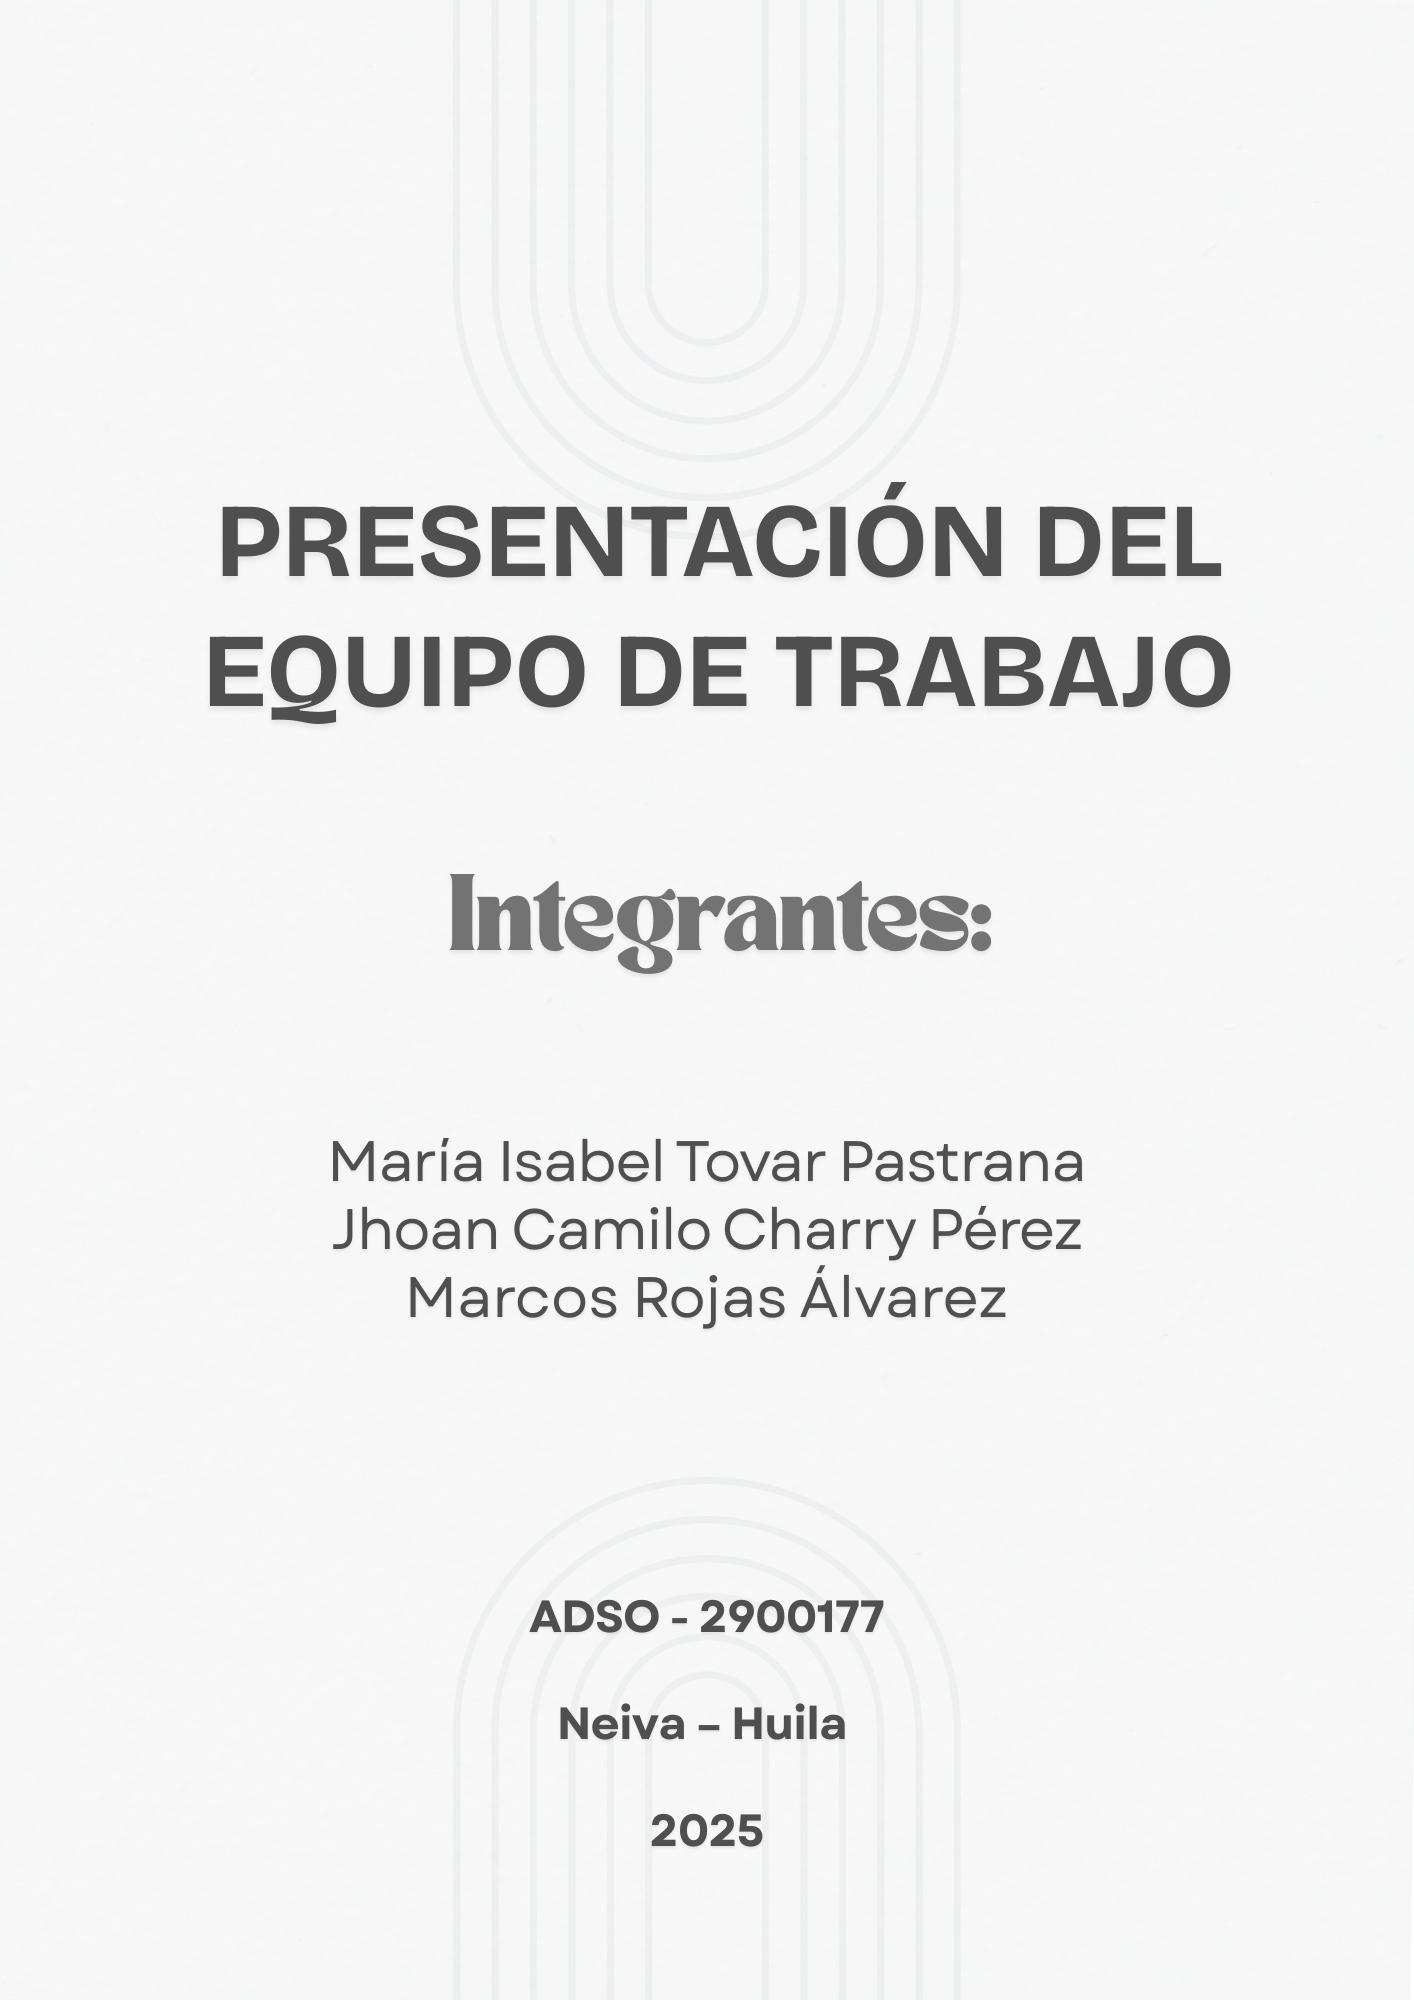 PRESENTACIÓN DEL
EQUIPO DE TRABAJO
Integrantes:
María Isabel Tovar Pastrana
Jhoan Camilo Charry Pérez
Marcos Rojas Álvarez
ADSO - 2900177
Neiva – Huila
2025